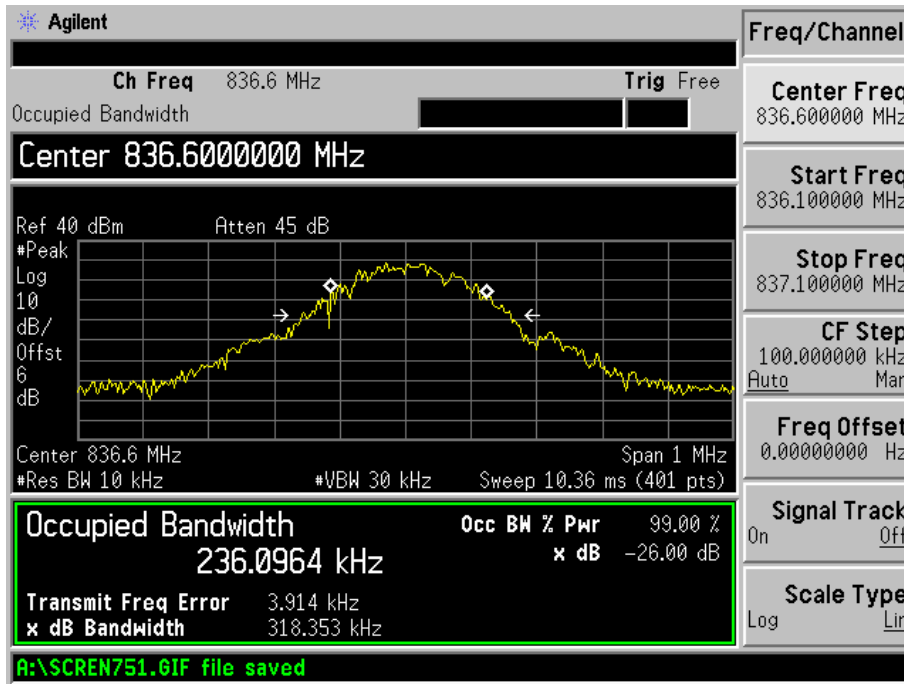 Agilent
Freq/Channel
Ch Freq 836.6 MHz Trig Free
Occupied Bandwidth
Center 836.6000000 MHz
Ref 40 dBm Atten 45 dB
#Peak
Log
10
dB/
Offst
6
dB
Center 836.6 MHz Span 1 MHz
#Res BW 10 kHz #VBW 30 kHz Sweep 10.36 ms (401 pts)
Occupied Bandwidth Occ BW % Pwr 99.00 %
236.0964 kHz x dB -26.00 dB
Transmit Freq Error 3.914 kHz
x dB Bandwidth 318.353 kHz
A:\SCREN751.GIF file saved
Center Freq
836.600000 MHz
Start Freq
836.100000 MHz
Stop Freq
837.100000 MHz
CF Step
100.000000 kHz
Auto Man
Freq Offset
0.00000000 Hz
Signal Track
On Off
Scale Type
Log Lin